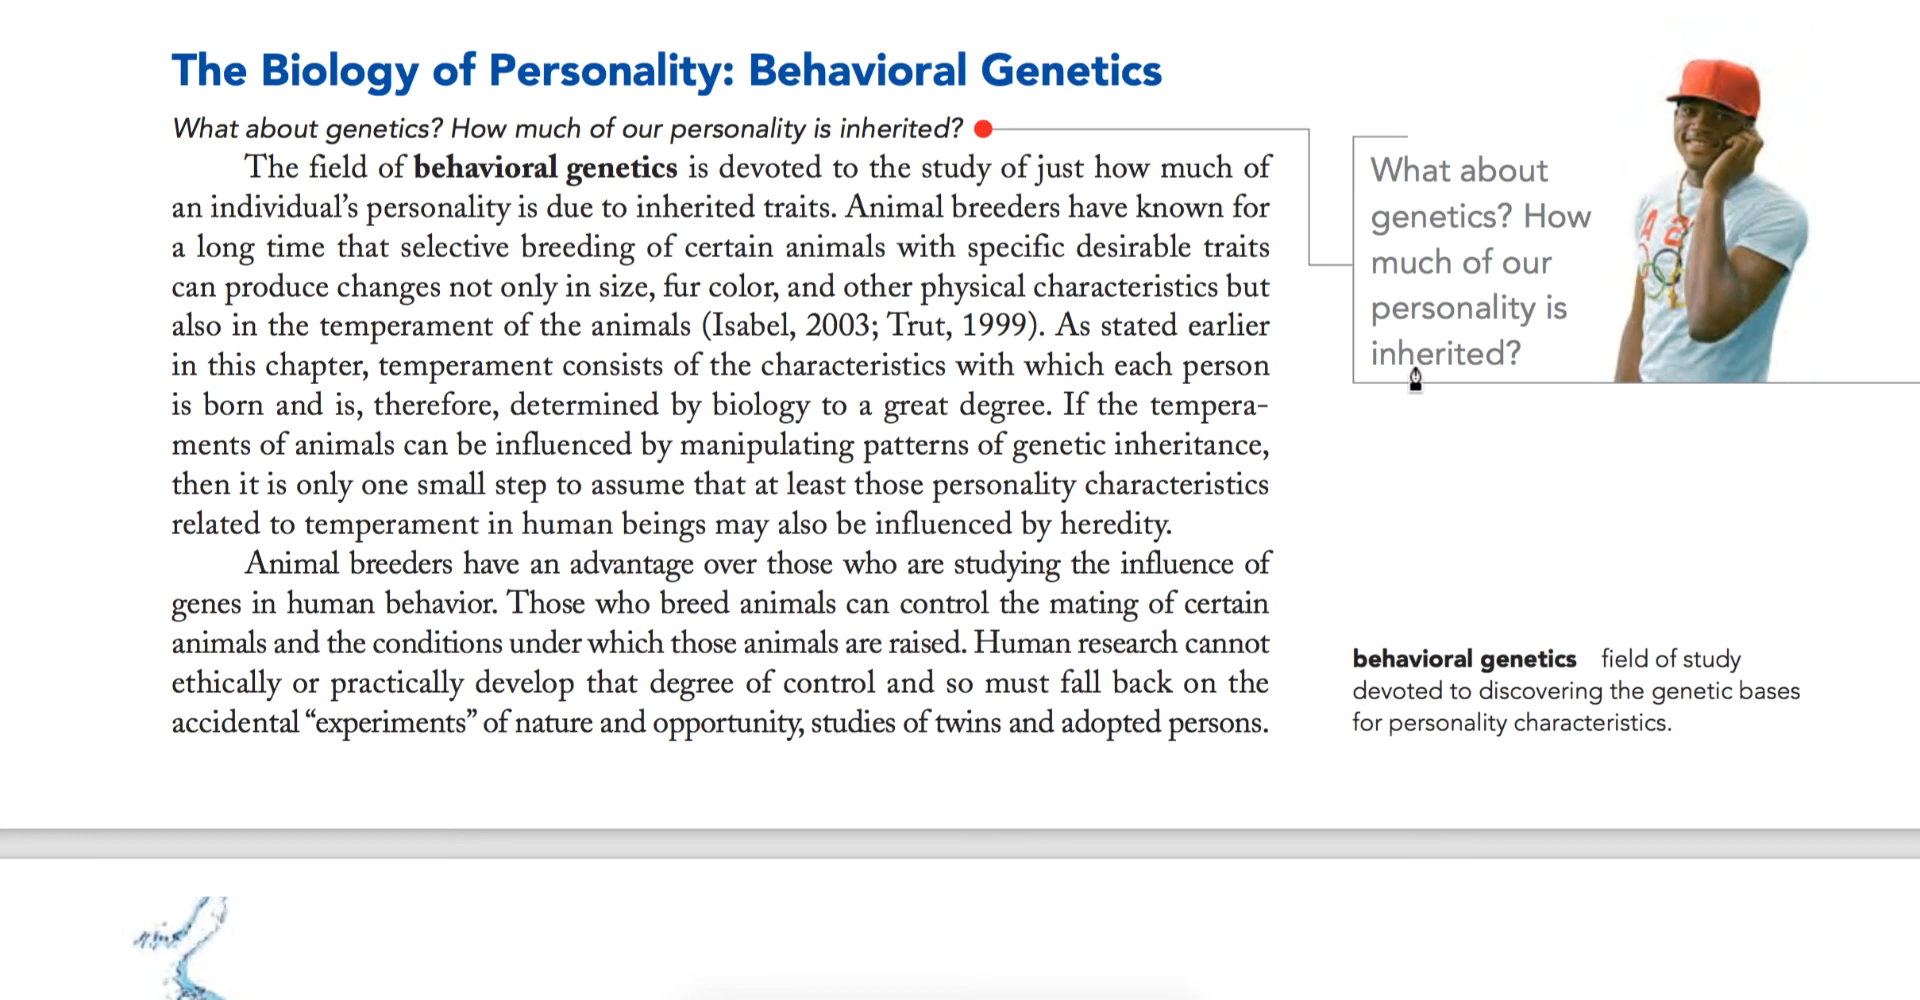 The Biology of Personality: Behavioral Genetics
What about genetics? How much of our personality is inherited?
The field of behavioral genetics is devoted to the study of just how much of
an individual’s personality is due to inherited traits. Animal breeders have known for
a long time that selective breeding of certain animals with specific desirable traits
can produce changes not only in size, fur color, and other physical characteristics but
also in the temperament of the animals (Isabel, 2003; Trut, 1999). As stated earlier
in this chapter, temperament consists of the characteristics with which each person
is born and is, therefore, determined by biology to a great degree. If the tempera-
ments of animals can be influenced by manipulating patterns of genetic inheritance,
then it is only one small step to assume that at least those personality characteristics
related to temperament in human beings may also be influenced by heredity.
Animal breeders have an advantage over those who are studying the influence of
genes in human behavior. Those who breed animals can control the mating of certain
animals and the conditions under which those animals are raised. Human research cannot
ethically or practically develop that degree of control and so must fall back on the
accidental “experiments” of nature and opportunity, studies of twins and adopted persons.
What about
genetics? How
much of our
personality is
inherited?
behavioral genetics field of study
devoted to discovering the genetic bases
for personality characteristics.